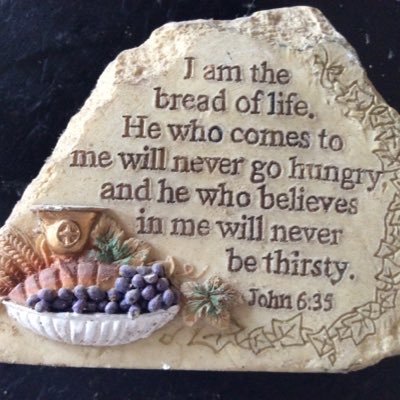 I am the
bread of life.
He who comes to
me will never go hungry
and he who believes
in me will never
be thirsty.
John 6:35